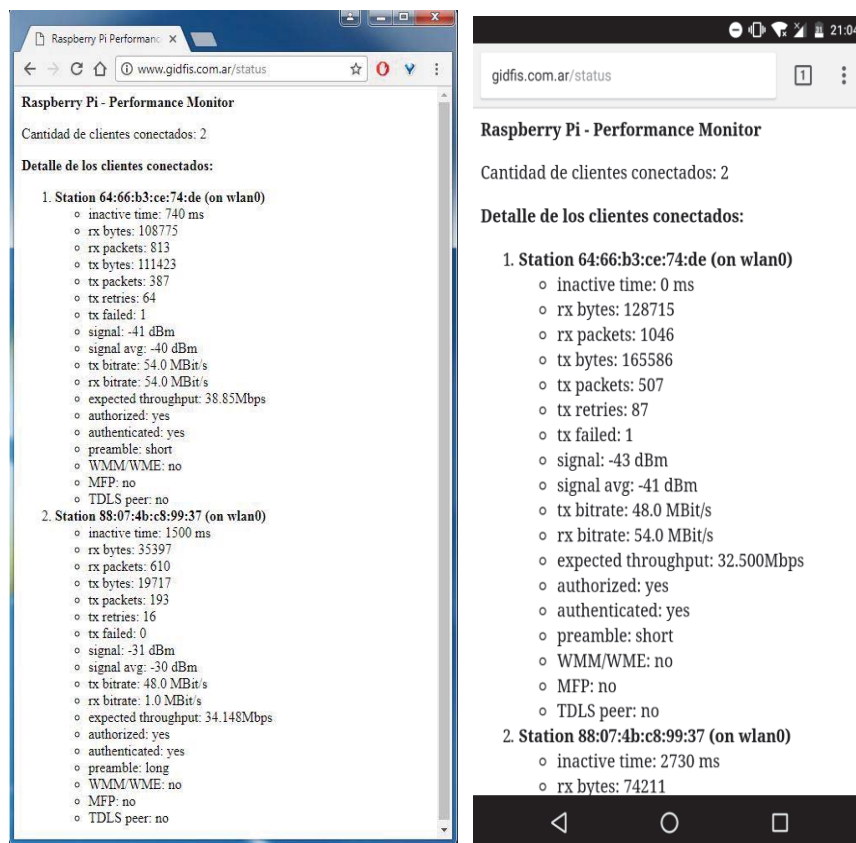 Raspberry Pi Performanc
www.gidfis.com.ar/status
Raspberry Pi - Performance Monitor
Cantidad de clientes conectados: 2
Detalle de los clientes conectados:
1. Station 64:66:b3:ce:74:de (on wlan0)
inactive time: 740 ms
rx bytes: 108775
rx packets: 813
tx bytes: 111423
tx packets: 387
tx retries: 64
tx failed: 1
signal: -41 dBm
signal avg: -40 dBm
tx bitrate: 54.0 MBit/s
rx bitrate: 54.0 MBit/s
expected throughput: 38.85Mbps
authorized: yes
authenticated: yes
preamble: short
WMM/WME: no
MFP: no
TDLS peer: no
2. Station 88:07:4b:c8:99:37 (on wlan0)
inactive time: 1500 ms
rx bytes: 35397
rx packets: 610
tx bytes: 19717
tx packets: 193
tx retries: 16
tx failed: 0
signal: -31 dBm
signal avg: -30 dBm
tx bitrate: 48.0 MBit/s
rx bitrate: 1.0 MBit/s
expected throughput: 34.148Mbps
authorized: yes
authenticated: yes
preamble: long
WMM/WME: no
MFP: no
TDLS peer: no
21:04
gidfis.com.ar/status
1
Raspberry Pi - Performance Monitor
Cantidad de clientes conectados: 2
Detalle de los clientes conectados:
1. Station 64:66:b3:ce:74:de (on wlan0)
inactive time: 0 ms
rx bytes: 128715
rx packets: 1046
tx bytes: 165586
tx packets: 507
tx retries: 87
tx failed: 1
signal: -43 dBm
signal avg: -41 dBm
tx bitrate: 48.0 MBit/s
rx bitrate: 54.0 MBit/s
expected throughput: 32.500Mbps
authorized: yes
authenticated: yes
preamble: short
WMM/WME: no
MFP: no
TDLS peer: no
2. Station 88:07:4b:c8:99:37 (on wlan0)
inactive time: 2730 ms
rx bytes: 74211